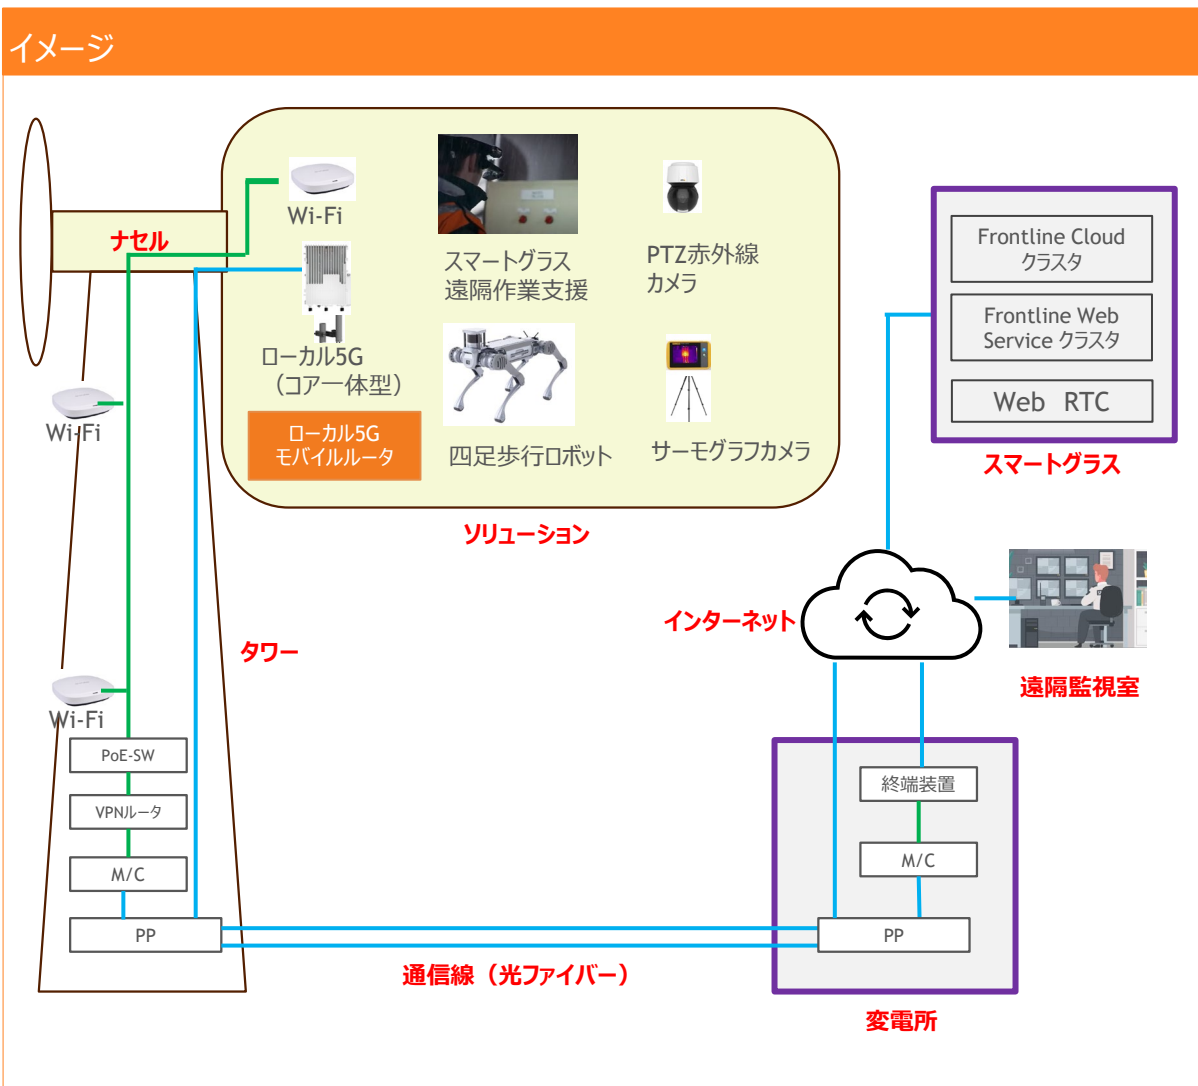 イメージ
ナセル
Wi-Fi
ローカル5G
（コア一体型）
ローカル5G
モバイルルータ
スマートグラス
遠隔作業支援
四足歩行ロボット
PTZ赤外線
カメラ
サーモグラフカメラ
ソリューション
Frontline Cloud
クラスタ
Frontline Web
Service クラスタ
Web RTC
スマートグラス
Wi-Fi
Wi-Fi
タワー
インターネット
遠隔監視室
PoE-SW
VPNルータ
M/C
PP
通信線（光ファイバー）
終端装置
M/C
PP
変電所